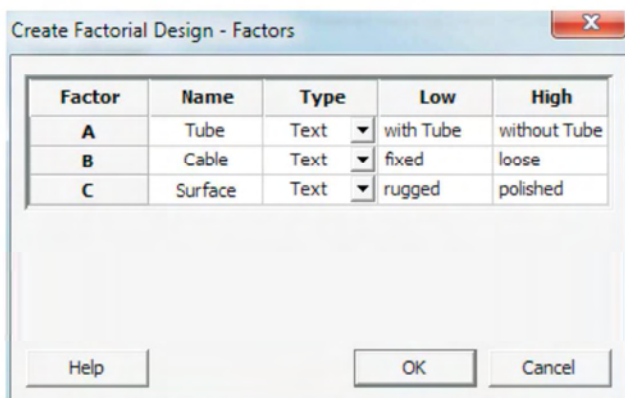 Create Factorial Design - Factors
Factor Name Type Low High
A Tube Text with Tube without Tube
B Cable Text fixed loose
C Surface Text rugged polished
Help OK Cancel